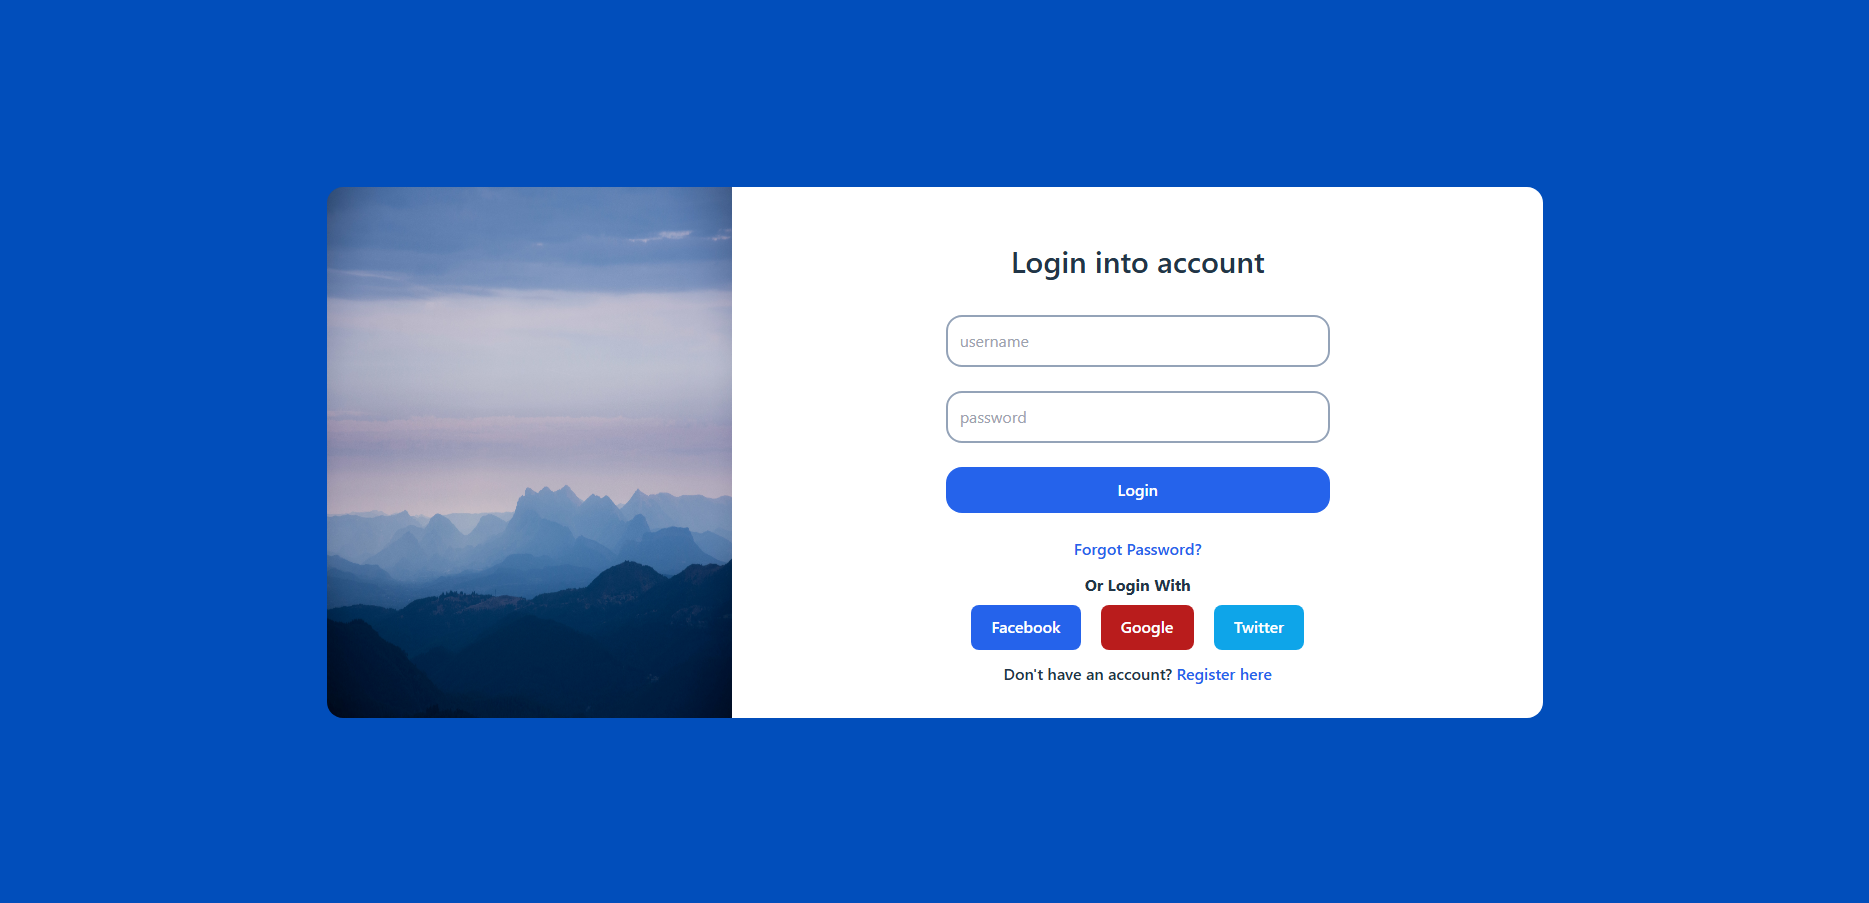 Login into account
username
password
Login
Forgot Password?
Or Login With
Facebook Google Twitter
Don't have an account? Register here